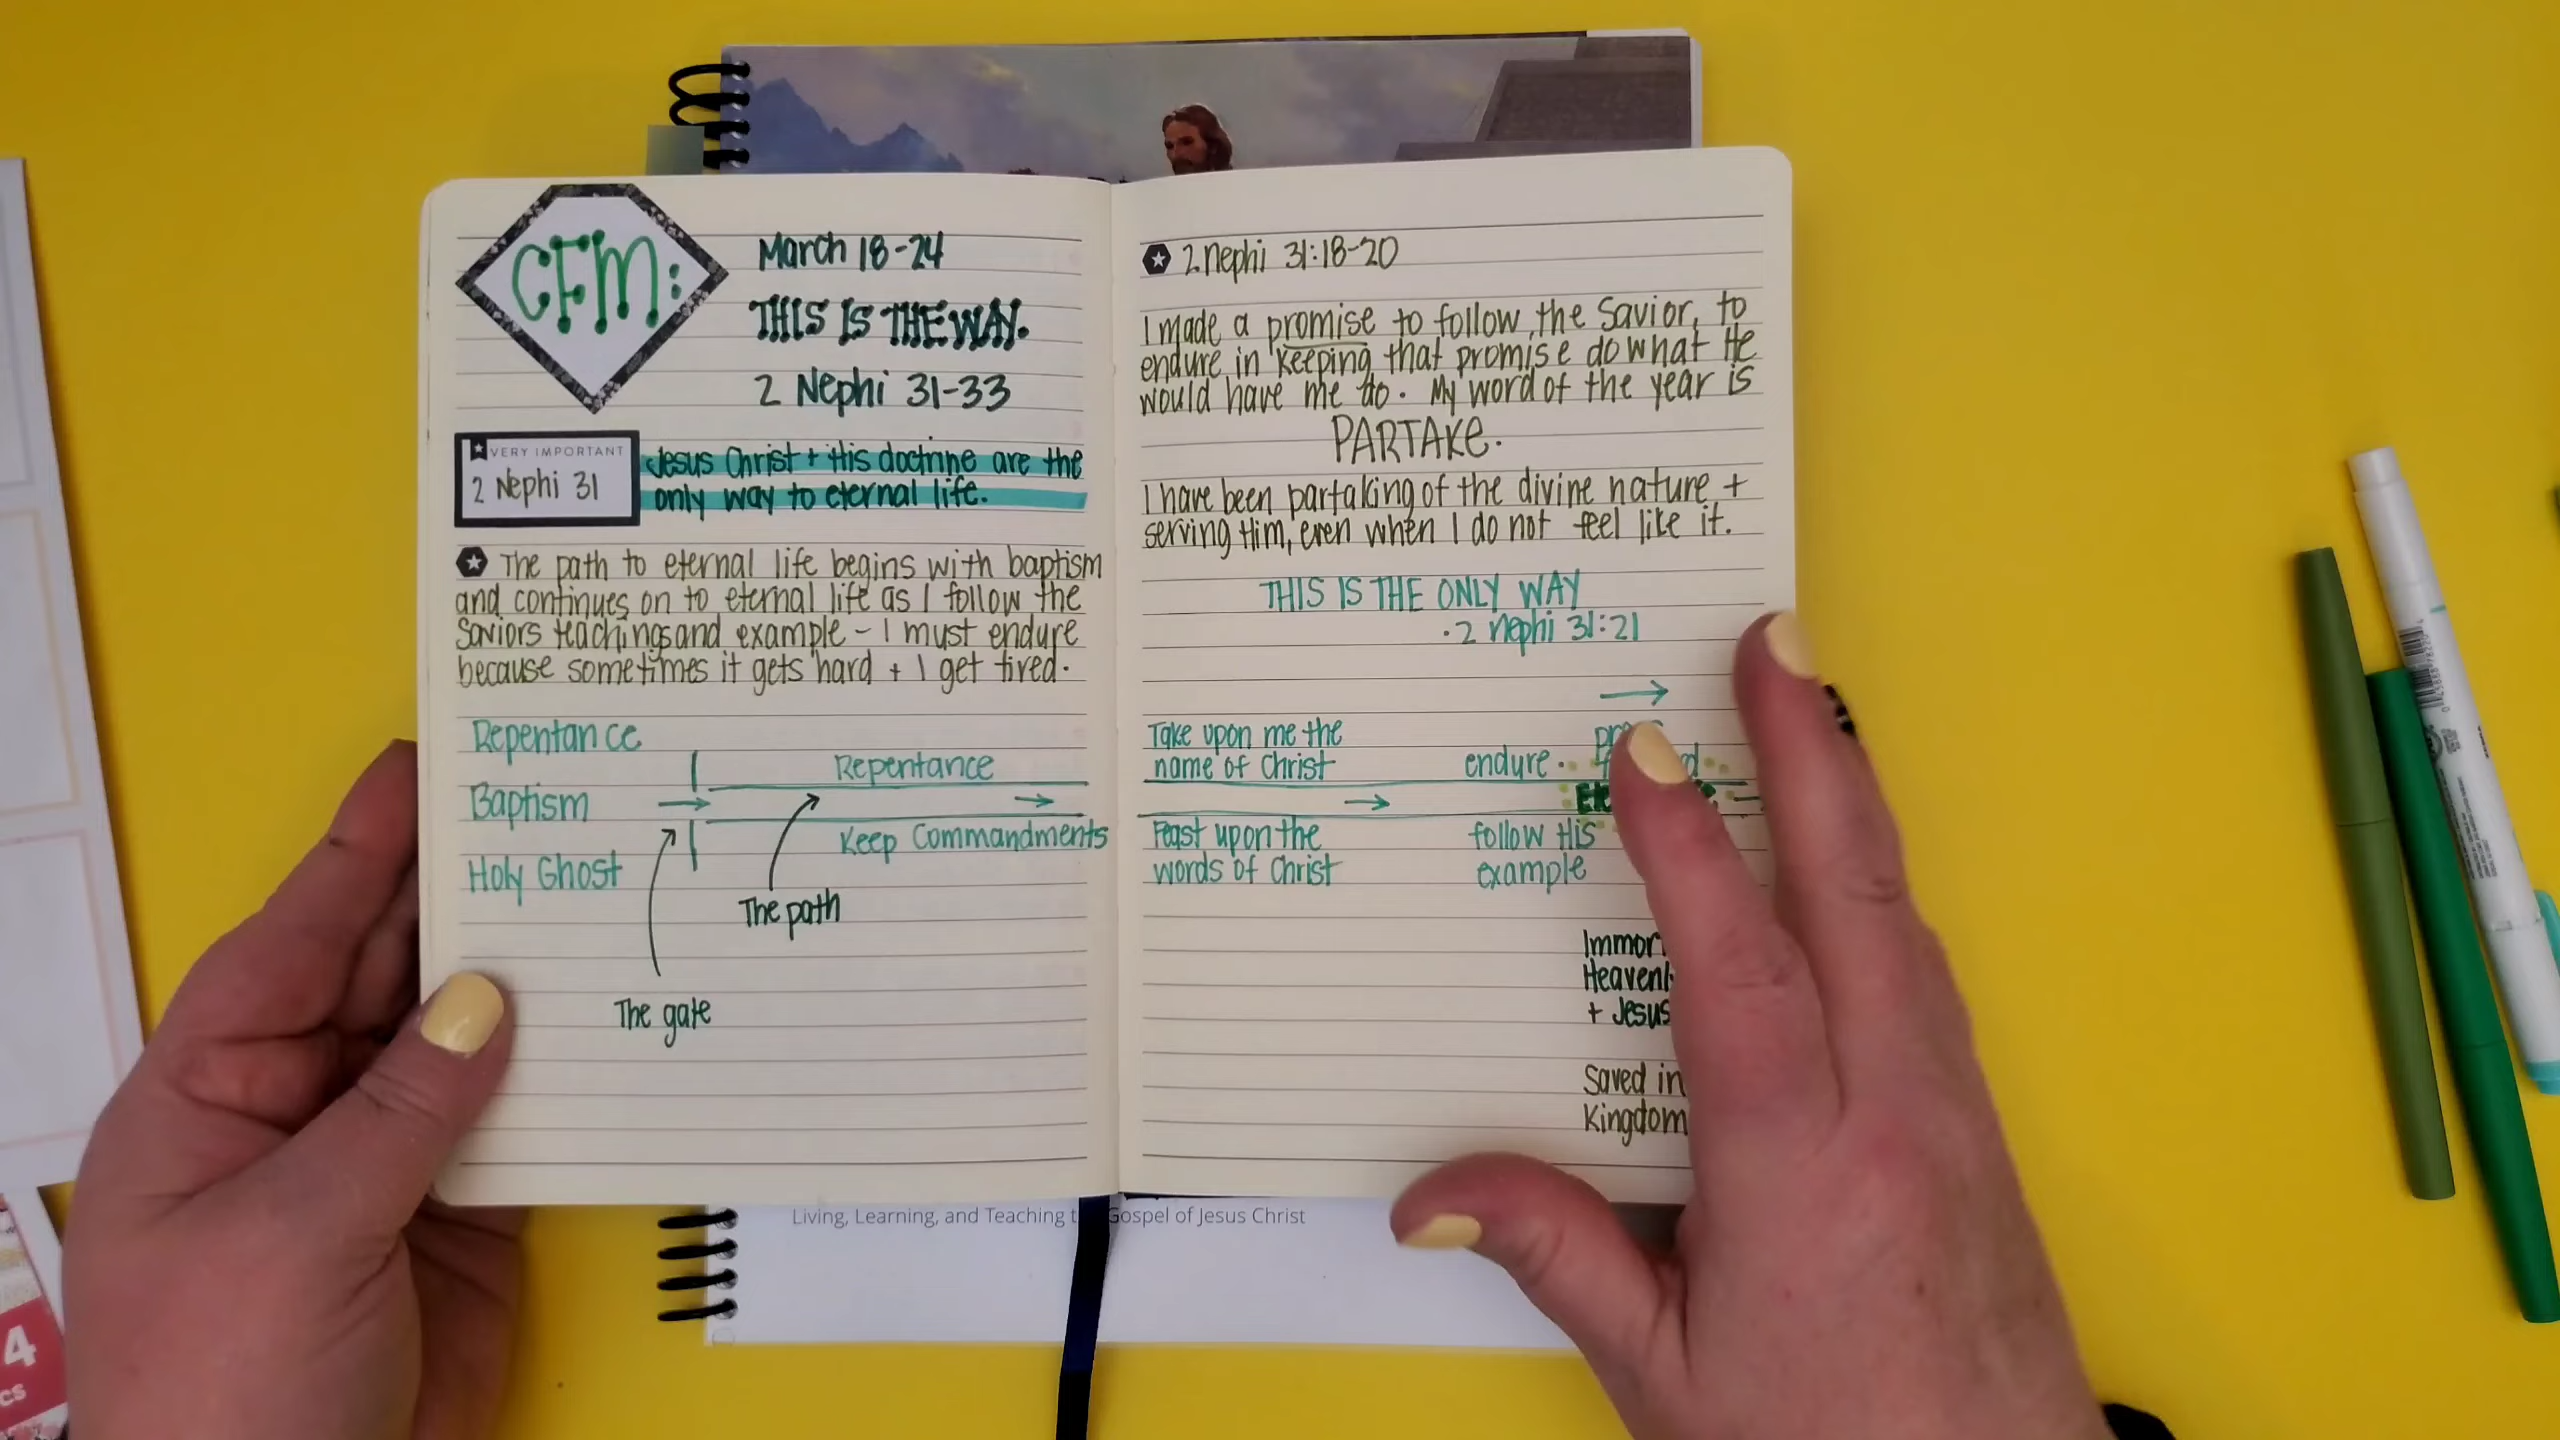 CFM:
March 18-24
THIS IS THE WAY.
2 Nephi 31-33
VERY IMPORTANT
2 Nephi 31
Jesus Christ + His doctrine are the
only way to eternal life.
The path to eternal life begins with baptism
and continues on to eternal life as I follow the
Saviors teachings and example - I must endure
because sometimes it gets hard + I get tired.
Repentance
Baptism
Holy Ghost
Repentance
Keep Commandments
The path
The gate
2 Nephi 31:18-20
I made a promise to follow the Savior, to
endure in keeping that promise do what He
would have me do. My word of the year is
PARTAKE.
I have been partaking of the divine nature +
serving Him, even when I do not feel like it.
THIS IS THE ONLY WAY
· 2 Nephi 31:21
Take upon me the
name of Christ
endure.
Feast upon the
words of Christ
follow His
example
+ Jesus
Saved in
Kingdom
Living, Learning, and Teaching Gospel of Jesus Christ
4